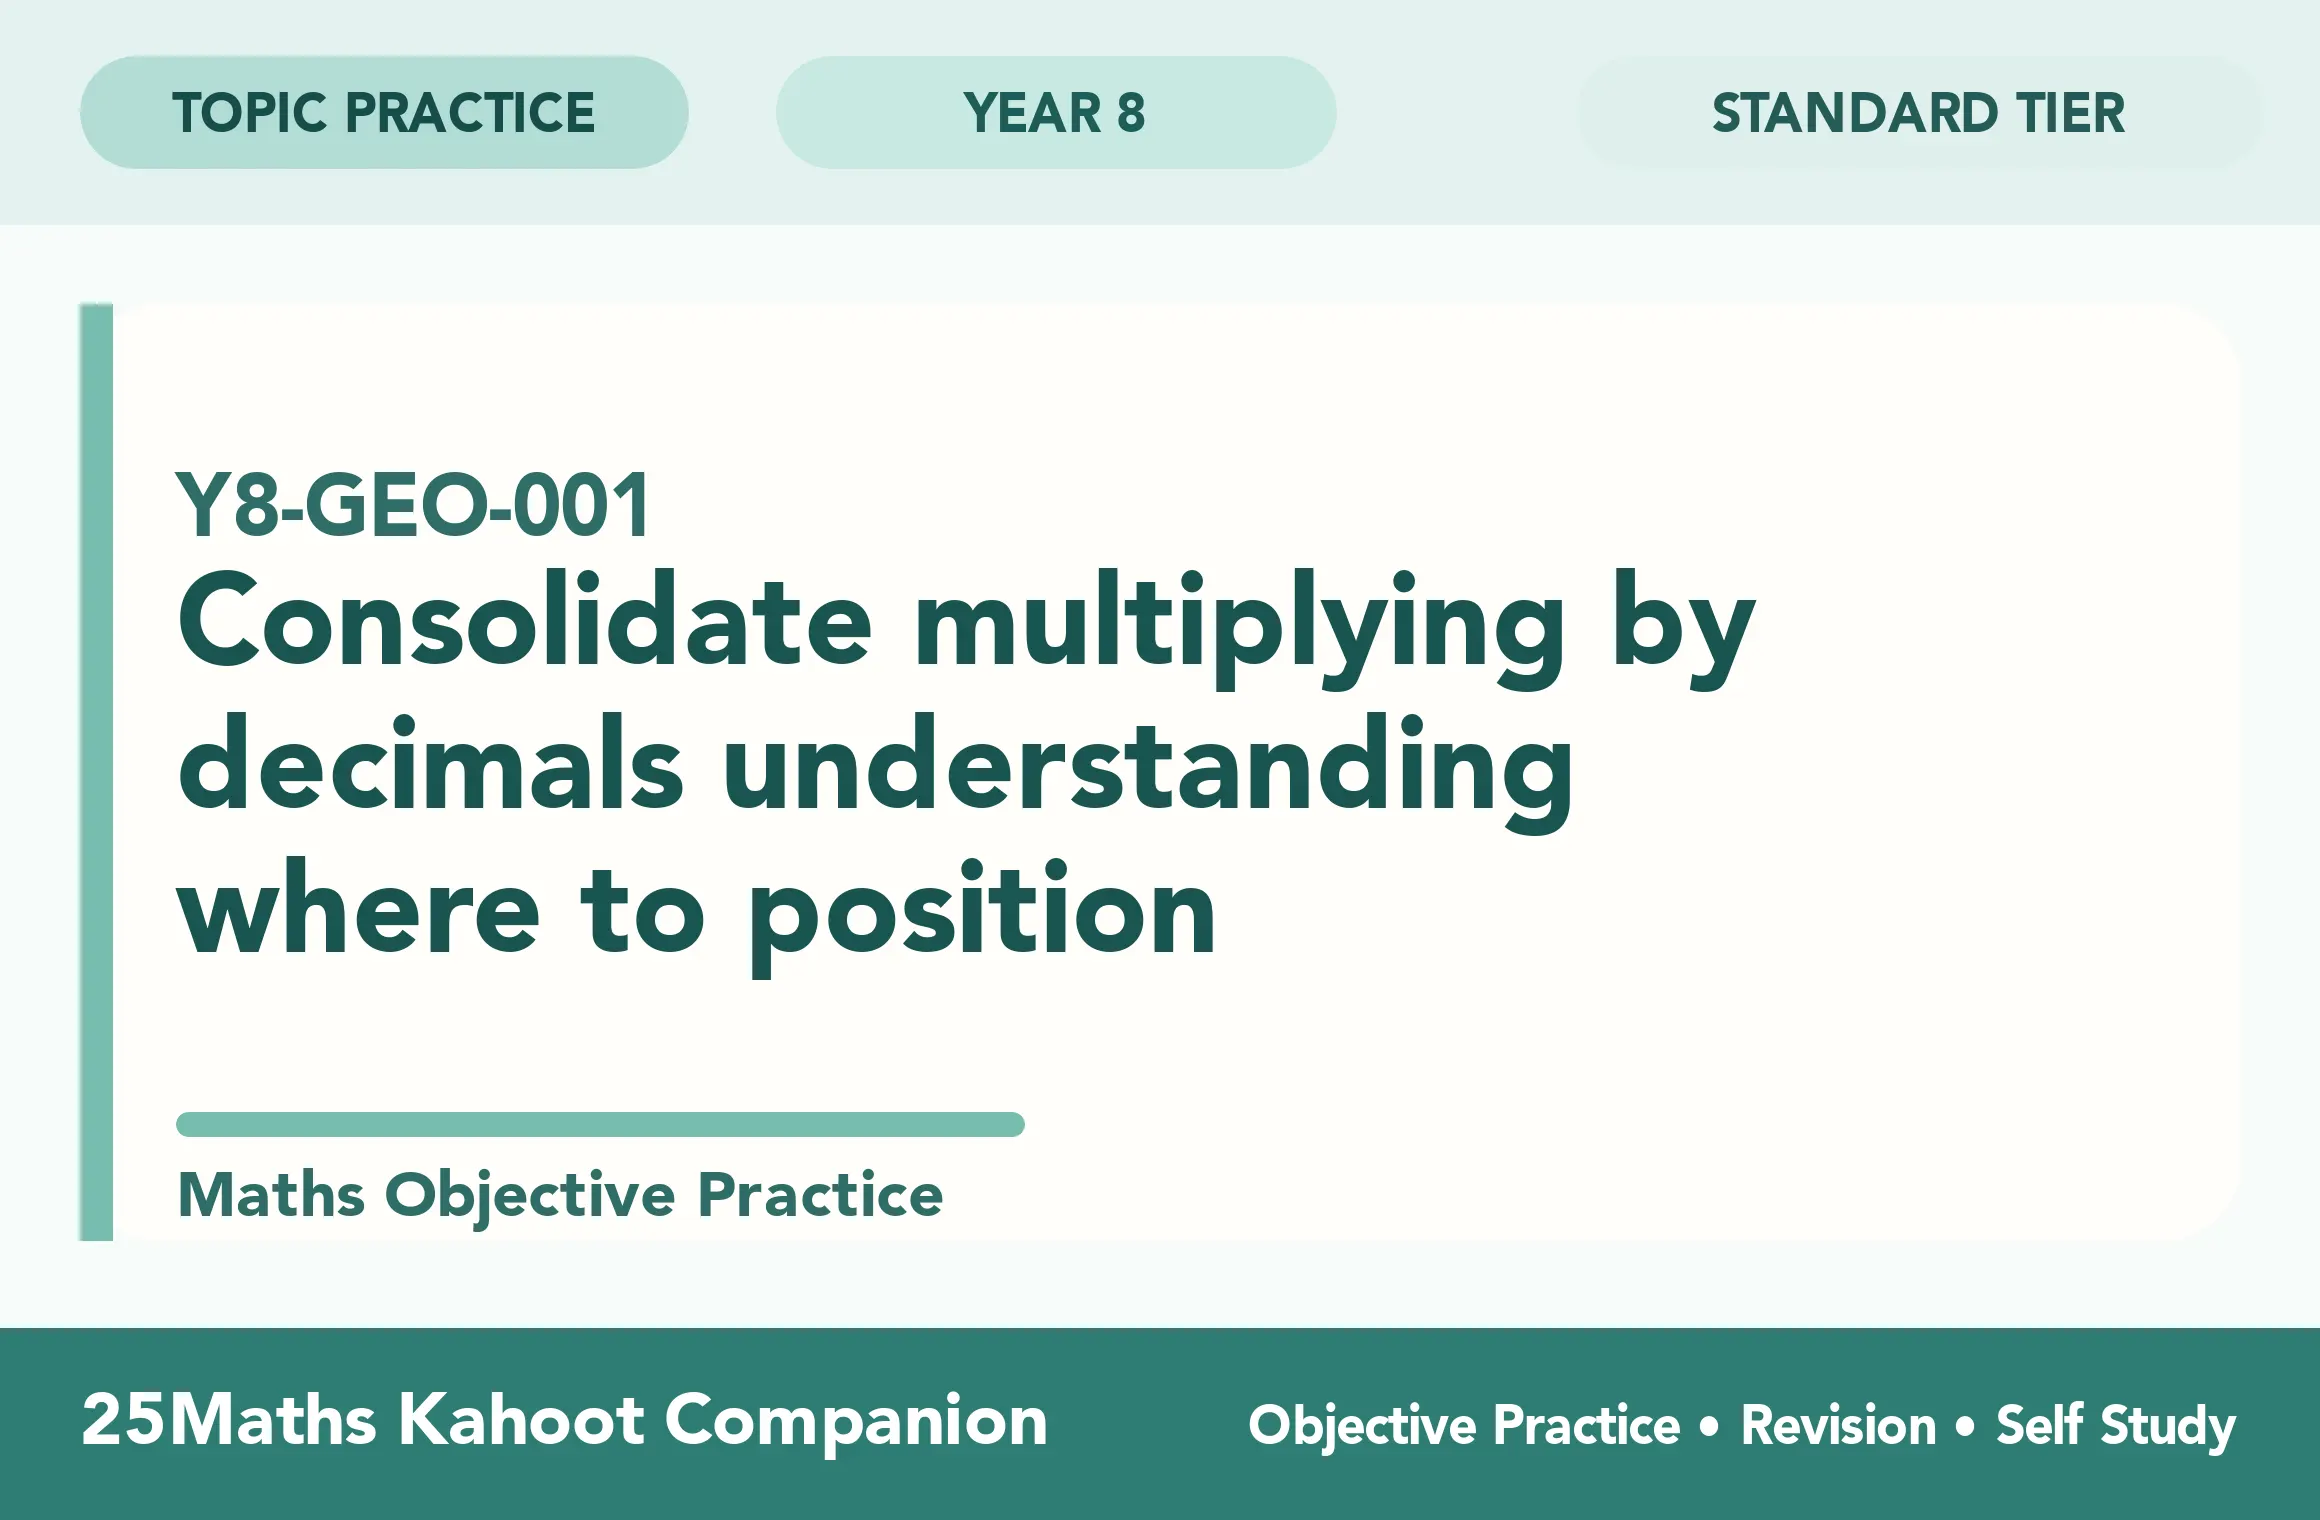 TOPIC PRACTICE
YEAR 8
STANDARD TIER
Y8-GEO-001
Consolidate multiplying by
decimals understanding
where to position
Maths Objective Practice
25Maths Kahoot Companion
Objective Practice • Revision • Self Study